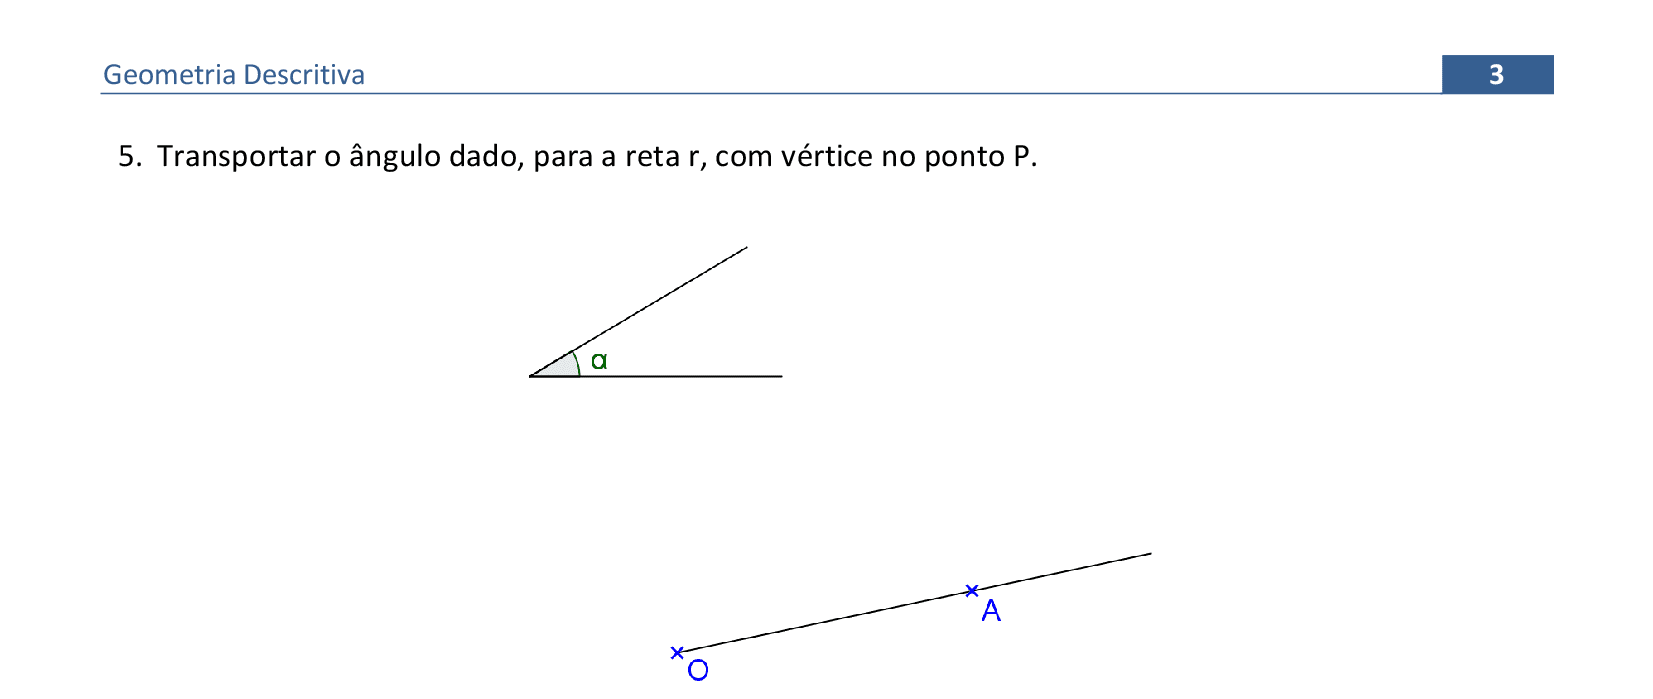 Geometria Descritiva 3
5. Transportar o ângulo dado, para a reta r, com vértice no ponto P.
α
A
O